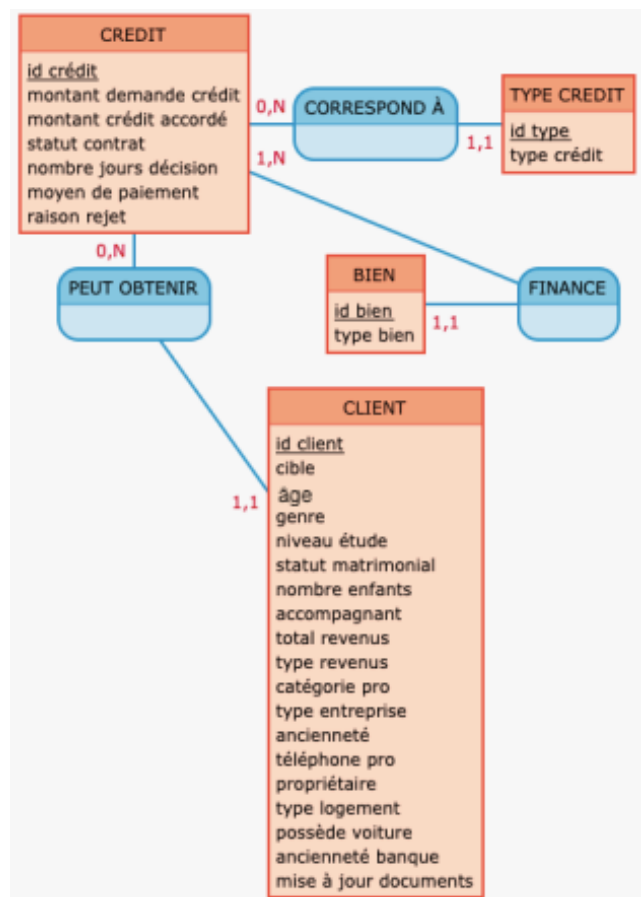 CREDIT
id crédit
montant demande crédit
montant crédit accordé
statut contrat
nombre jours décision
moyen de paiement
raison rejet
0,N
CORRESPOND À
1,1
TYPE CREDIT
id type
type crédit
1,N
0,N
PEUT OBTENIR
BIEN
id bien
type bien
1,1
FINANCE
CLIENT
id client
cible
âge
genre
niveau étude
statut matrimonial
nombre enfants
accompagnant
total revenus
type revenus
catégorie pro
type entreprise
ancienneté
téléphone pro
propriétaire
type logement
possède voiture
ancienneté banque
mise à jour documents
1,1